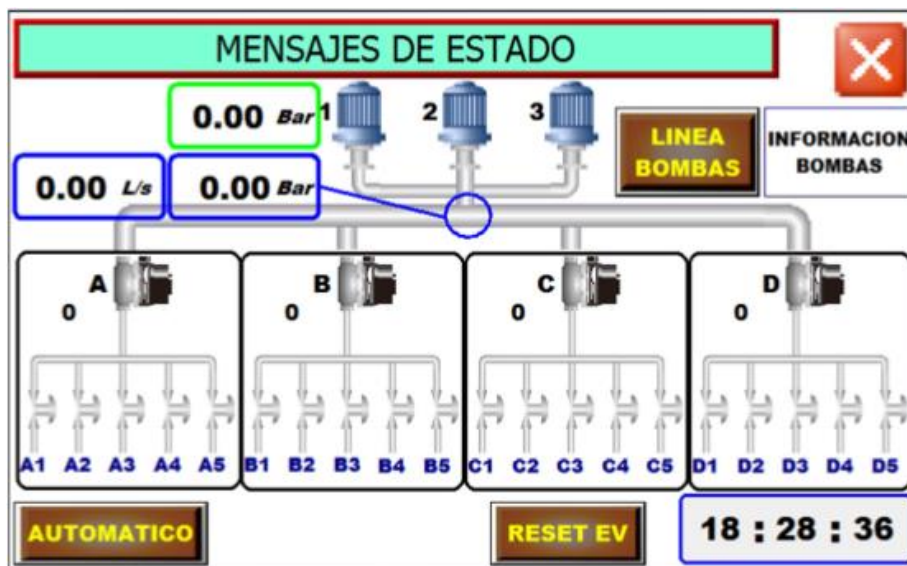 MENSAJES DE ESTADO
0.00 Bar
1
2
3
LINEA
BOMBAS
INFORMACION
BOMBAS
0.00 L/s
0.00 Bar
A
0
B
0
C
0
D
0
A1 A2 A3 A4 A5
B1 B2 B3 B4 B5
C1 C2 C3 C4 C5
D1 D2 D3 D4 D5
AUTOMATICO
RESET EV
18 : 28 : 36